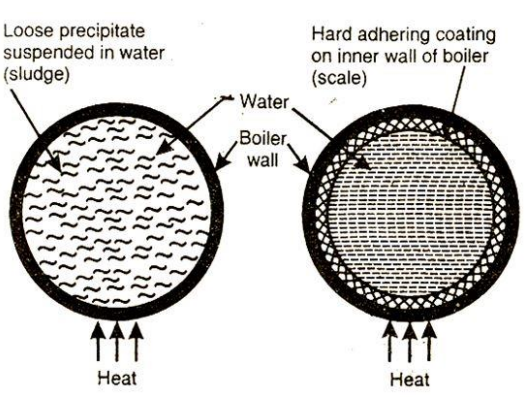 Loose precipitate
suspended in water
(sludge)
Hard adhering coating
on inner wall of boiler
(scale)
Water
Boiler
wall
Heat
Heat